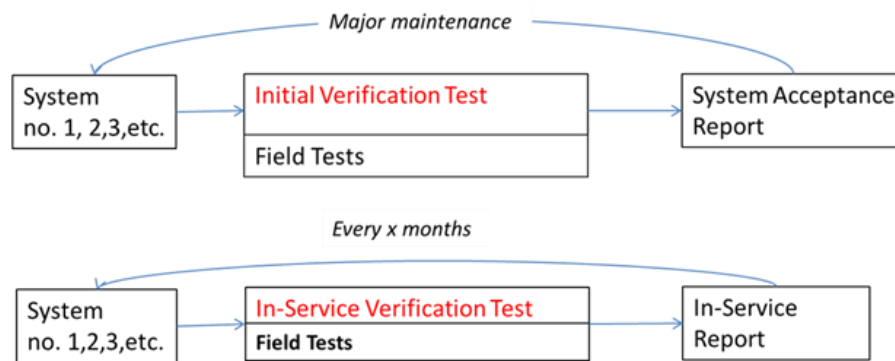 Major maintenance
System
no. 1, 2,3,etc.
Initial Verification Test
Field Tests
System Acceptance
Report
Every x months
System
no. 1,2,3,etc.
In-Service Verification Test
Field Tests
In-Service
Report